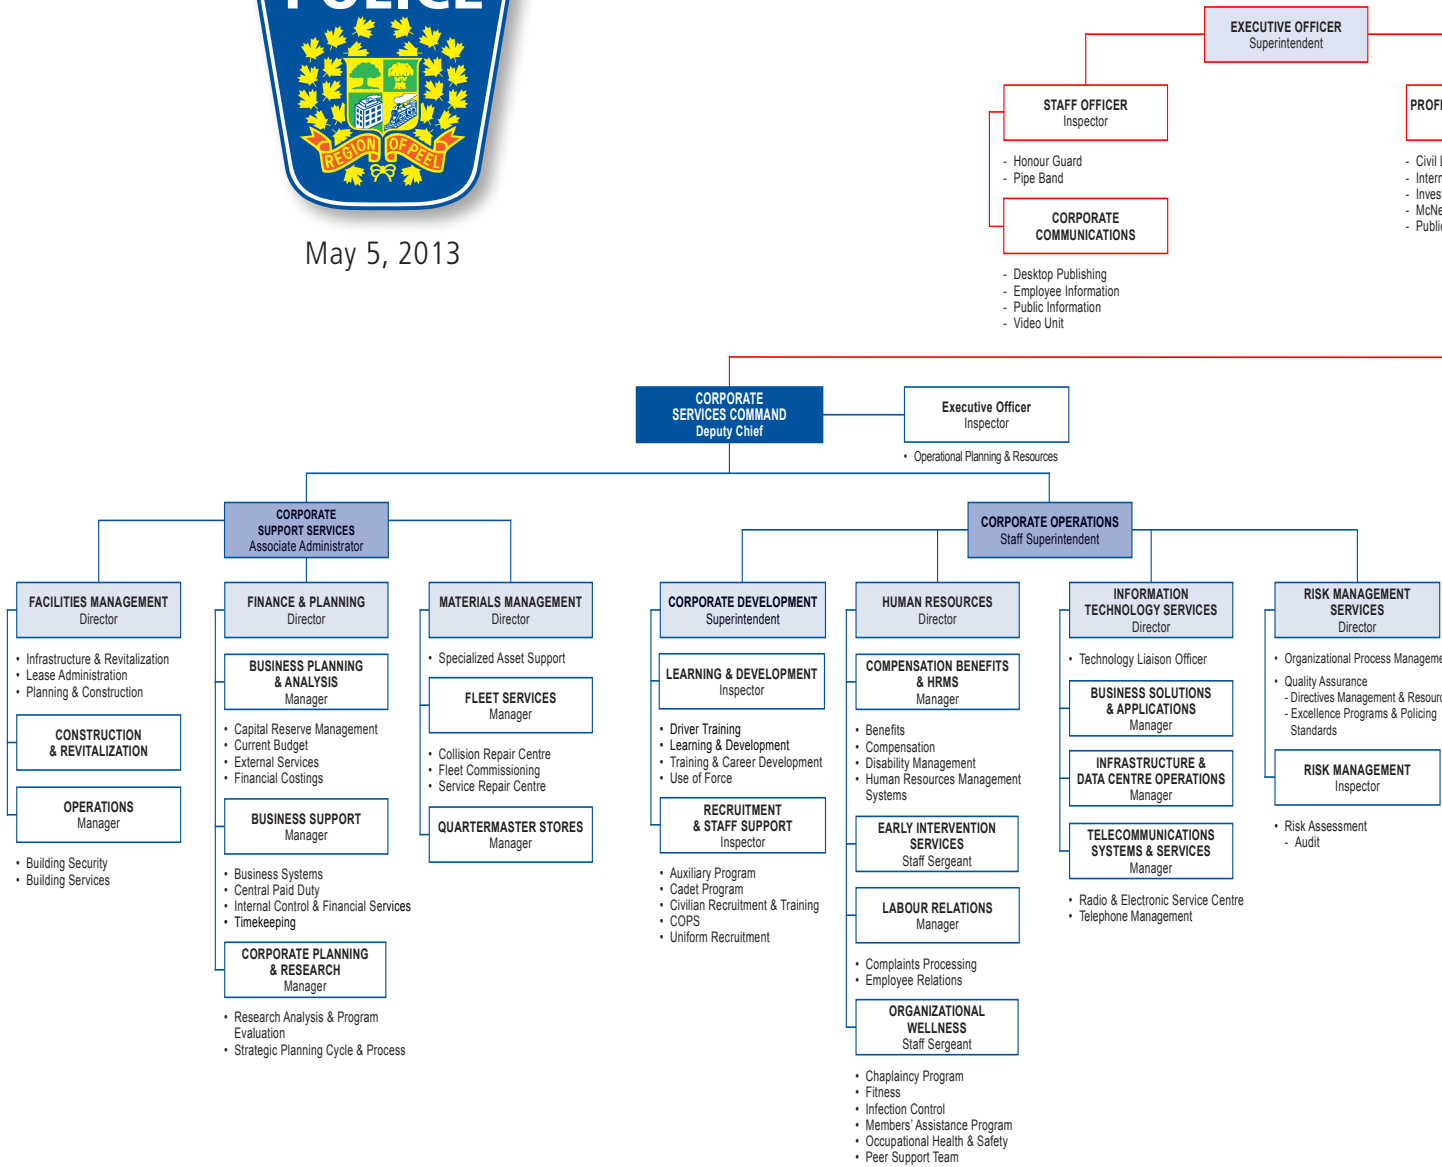 POLICE
REGION OF PEEL
May 5, 2013
EXECUTIVE OFFICER
Superintendent
STAFF OFFICER
Inspector
- Honour Guard
- Pipe Band
CORPORATE
COMMUNICATIONS
- Desktop Publishing
- Employee Information
- Public Information
- Video Unit
- Civil
- Public
CORPORATE
SERVICES COMMAND
Deputy Chief
Executive Officer
Inspector
• Operational Planning & Resources
CORPORATE
SUPPORT SERVICES
Associate Administrator
CORPORATE OPERATIONS
Staff Superintendent
FACILITIES MANAGEMENT
Director
• Infrastructure & Revitalization
• Lease Administration
• Planning & Construction
CONSTRUCTION
& REVITALIZATION
OPERATIONS
Manager
• Building Security
• Building Services
FINANCE & PLANNING
Director
BUSINESS PLANNING
& ANALYSIS
Manager
• Capital Reserve Management
• Current Budget
• External Services
• Financial Costings
BUSINESS SUPPORT
Manager
• Business Systems
• Central Paid Duty
• Internal Control & Financial Services
• Timekeeping
CORPORATE PLANNING
& RESEARCH
Manager
• Research Analysis & Program
Evaluation
• Strategic Planning Cycle & Process
MATERIALS MANAGEMENT
Director
• Specialized Asset Support
FLEET SERVICES
Manager
• Collision Repair Centre
• Fleet Commissioning
• Service Repair Centre
QUARTERMASTER STORES
Manager
CORPORATE DEVELOPMENT
Superintendent
LEARNING & DEVELOPMENT
Inspector
• Driver Training
• Learning & Development
• Training & Career Development
• Use of Force
RECRUITMENT
& STAFF SUPPORT
Inspector
• Auxiliary Program
• Cadet Program
• Civilian Recruitment & Training
• COPS
• Uniform Recruitment
HUMAN RESOURCES
Director
COMPENSATION BENEFITS
& HRMS
Manager
• Benefits
• Compensation
• Disability Management
• Human Resources Management
Systems
EARLY INTERVENTION
SERVICES
Staff Sergeant
LABOUR RELATIONS
Manager
• Complaints Processing
• Employee Relations
ORGANIZATIONAL
WELLNESS
Staff Sergeant
• Chaplaincy Program
• Fitness
• Infection Control
• Members' Assistance Program
• Occupational Health & Safety
• Peer Support Team
INFORMATION
TECHNOLOGY SERVICES
Director
• Technology Liaison Officer
BUSINESS SOLUTIONS
& APPLICATIONS
Manager
INFRASTRUCTURE &
DATA CENTRE OPERATIONS
Manager
TELECOMMUNICATIONS
SYSTEMS & SERVICES
Manager
• Radio & Electronic Service Centre
• Telephone Management
RISK MANAGEMENT
SERVICES
Director
• Organizational Process
• Quality Assurance
- Directives Management &
- Excellence Programs & Policing
Standards
RISK MANAGEMENT
Inspector
• Risk Assessment
- Audit